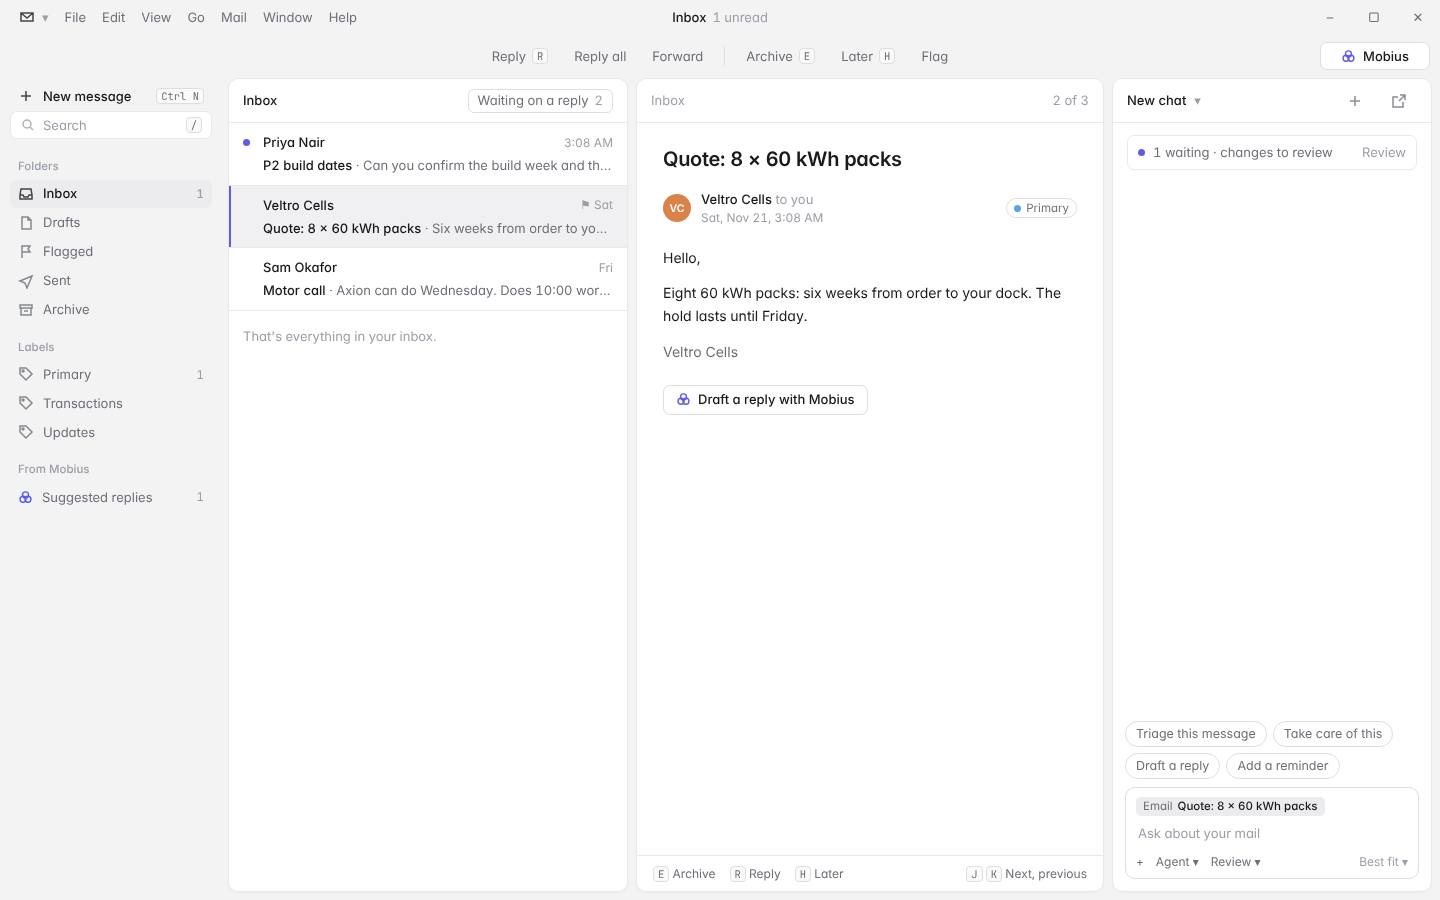 File Edit View Go Mail Window Help
Inbox 1 unread
Reply R Reply all Forward Archive E Later H Flag
Mobius
New message Ctrl N
Search /
Folders
Inbox 1
Drafts
Flagged
Sent
Archive
Labels
Primary 1
Transactions
Updates
From Mobius
Suggested replies 1
Inbox Waiting on a reply 2
Priya Nair 3:08 AM
P2 build dates · Can you confirm the build week and th...
Veltro Cells Sat
Quote: 8 × 60 kWh packs · Six weeks from order to yo...
Sam Okafor Fri
Motor call · Axion can do Wednesday. Does 10:00 wor...
That's everything in your inbox.
Inbox 2 of 3
Quote: 8 × 60 kWh packs
VC
Veltro Cells to you
Sat, Nov 21, 3:08 AM
Primary
Hello,
Eight 60 kWh packs: six weeks from order to your dock. The
hold lasts until Friday.
Veltro Cells
Draft a reply with Mobius
E Archive R Reply H Later J K Next, previous
New chat
1 waiting · changes to review Review
Triage this message Take care of this
Draft a reply Add a reminder
Email Quote: 8 × 60 kWh packs
Ask about your mail
+ Agent Review Best fit